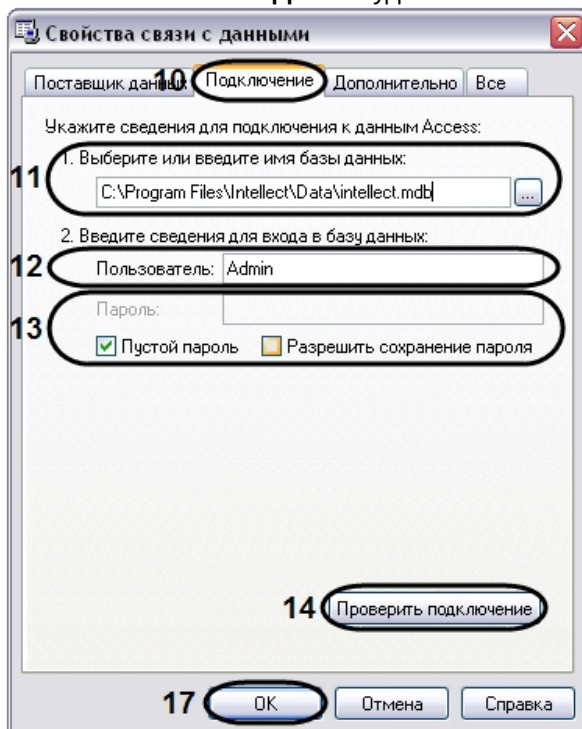 Свойства связи с данными
Поставщик данных 10 Подключение Дополнительно Все
Укажите сведения для подключения к данным Access:
1. Выберите или введите имя базы данных:
11
C:\Program Files\Intellect\Data\intellect.mdb ...
2. Введите сведения для входа в базу данных:
12 Пользователь: Admin
Пароль:
13
Пустой пароль Разрешить сохранение пароля
14 Проверить подключение
17 ОК Отмена Справка